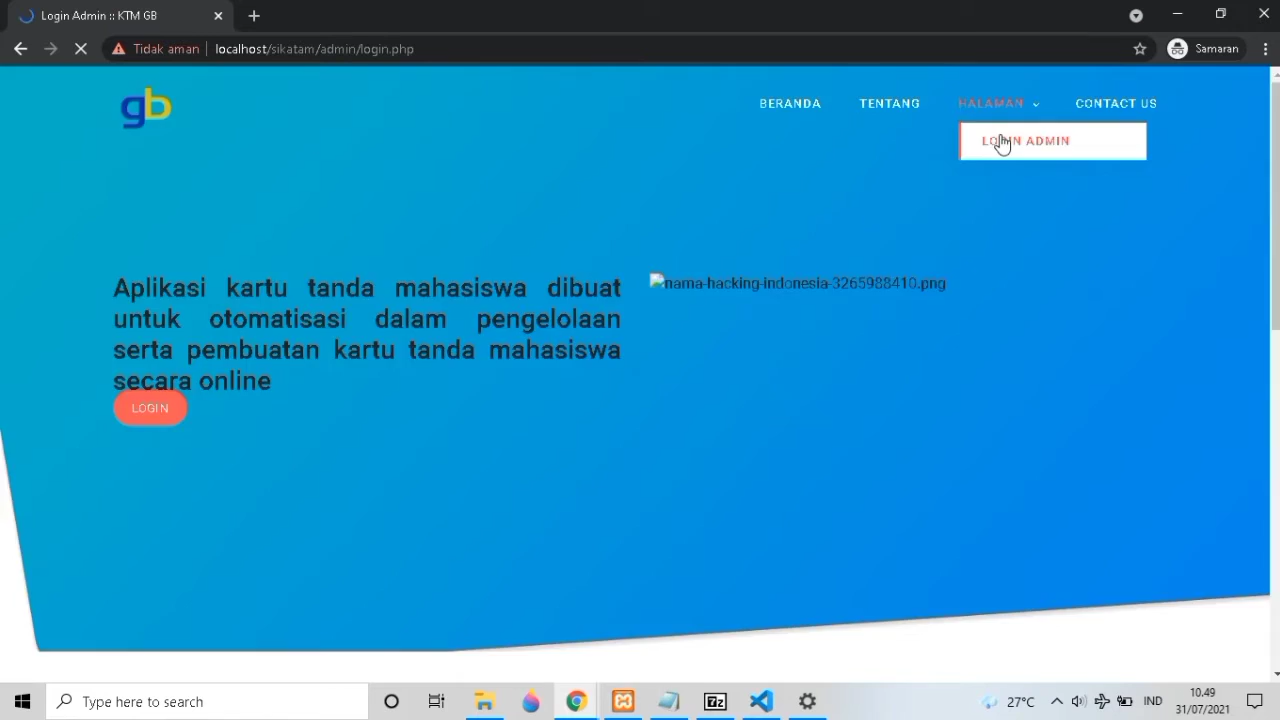 Login Admin :: KTM GB
Tidak aman
localhost/sikatam/admin/login.php
Samaran
gb
BERANDA
TENTANG
HALAMAN
CONTACT US
LOGIN ADMIN
Aplikasi kartu tanda mahasiswa dibuat
untuk otomatisasi dalam pengelolaan
serta pembuatan kartu tanda mahasiswa
secara online
LOGIN
nama-hacking-indonesia-3265988410.png
Type here to search
7z
27°C
IND
10.49
31/07/2021